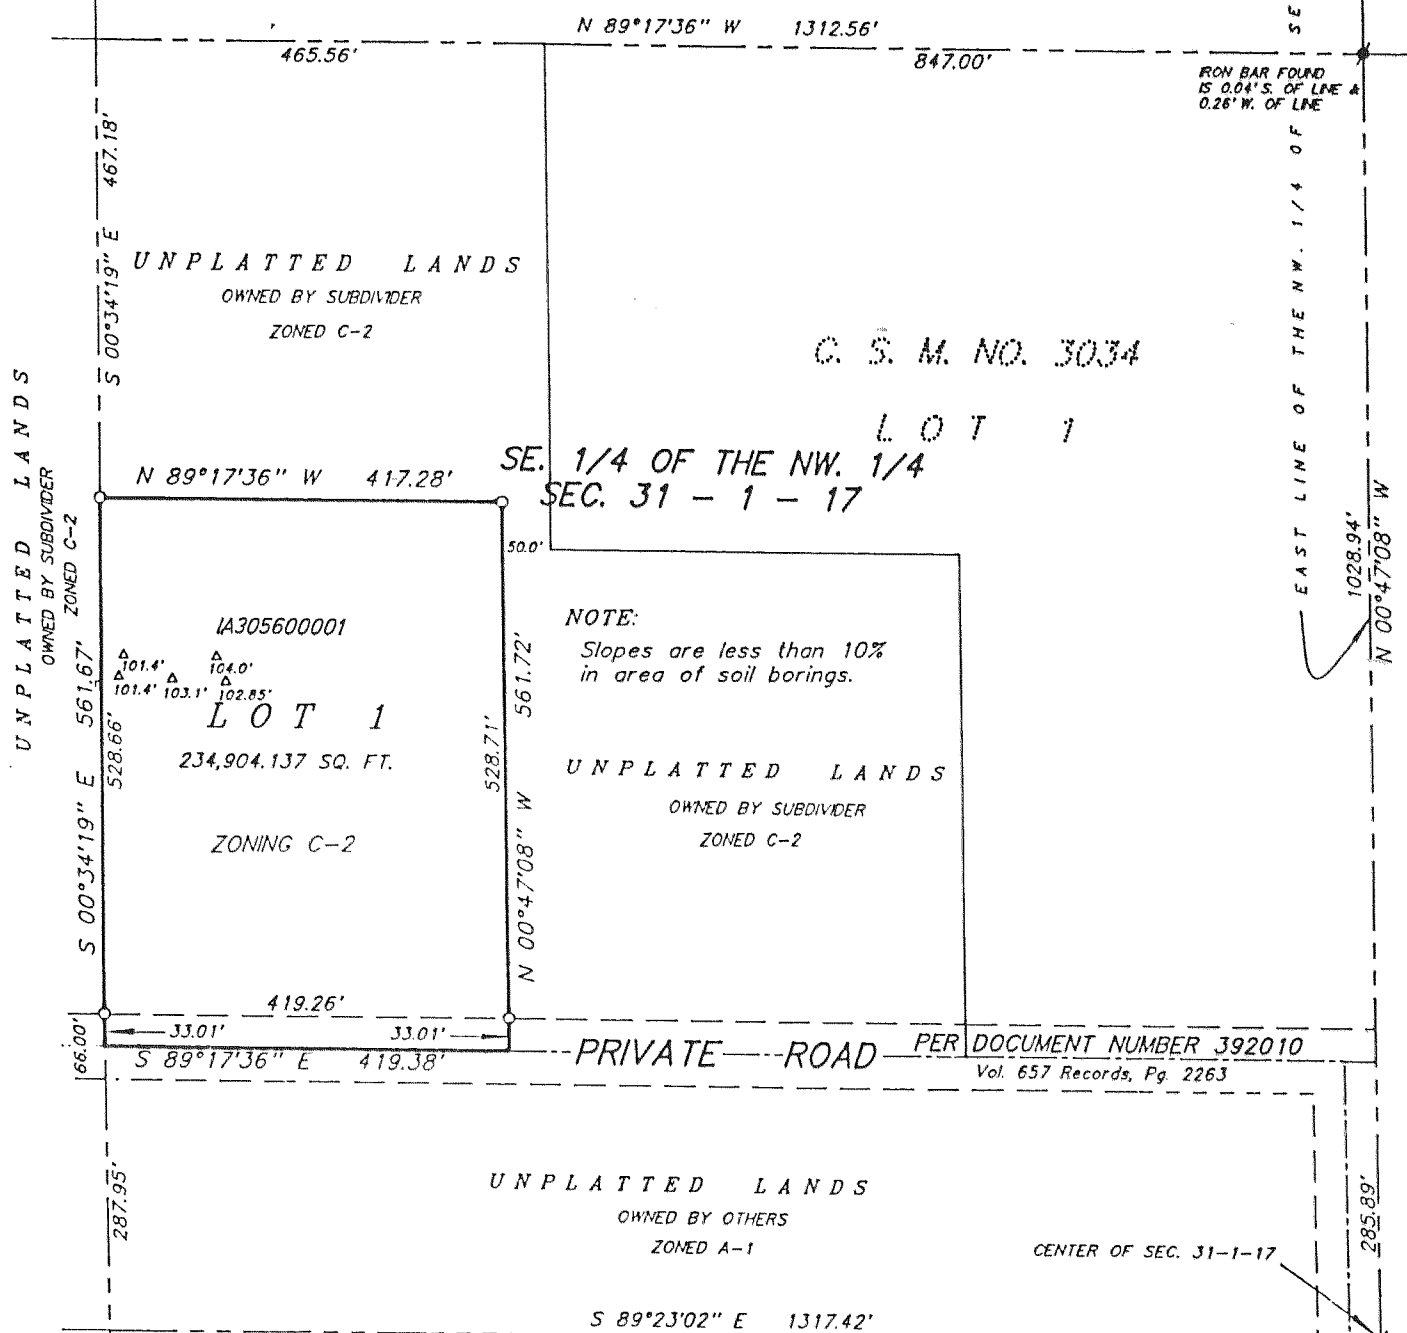 N 89°17'36" W 1312.56'
465.56'
847.00'
IRON BAR FOUND
IS 0.04' S. OF LINE &
0.26' W. OF LINE
S 00°34'19" E 467.18'
EAST LINE OF THE NW. 1/4 OF SE
UNPLATTED LANDS
OWNED BY SUBDIVIDER
ZONED C-2
C. S. M. NO. 3034
LOT 1
UNPLATTED LANDS
OWNED BY SUBDIVIDER
ZONED C-2
SE. 1/4 OF THE NW. 1/4
SEC. 31 - 1 - 17
N 89°17'36" W 417.28'
50.0'
1028.94'
N 00°47'08" W
IA305600001
101.4'
104.0'
101.4'
103.1'
102.85'
LOT 1
234,904.137 SQ. FT.
ZONING C-2
S 00°34'19" E 561.67'
528.66'
528.71'
N 00°47'08" W 561.72'
NOTE:
Slopes are less than 10%
in area of soil borings.
UNPLATTED LANDS
OWNED BY SUBDIVIDER
ZONED C-2
419.26'
33.01'
33.01'
66.00'
S 89°17'36" E 419.38'
PRIVATE ROAD
PER DOCUMENT NUMBER 392010
Vol. 657 Records, Pg. 2263
287.95'
UNPLATTED LANDS
OWNED BY OTHERS
ZONED A-1
CENTER OF SEC. 31-1-17
285.89'
S 89°23'02" E 1317.42'